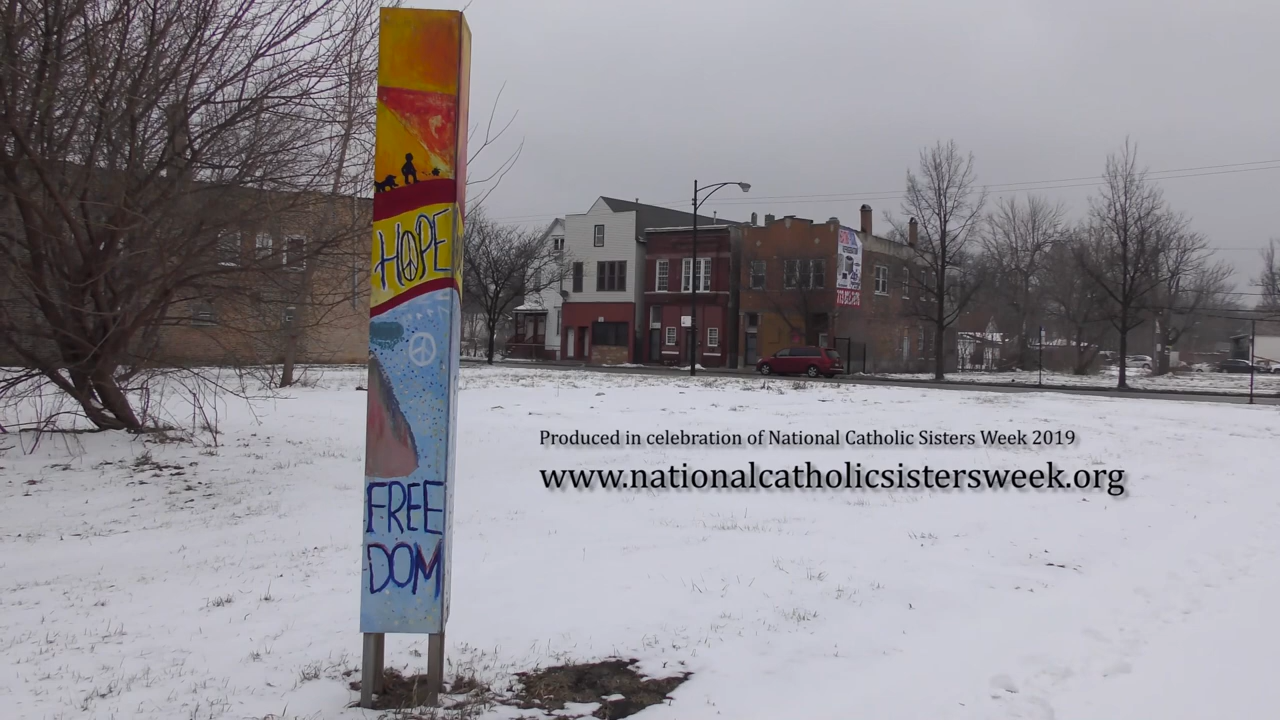 HOPE
FREE
DOM
Produced in celebration of National Catholic Sisters Week 2019
www.nationalcatholicsistersweek.org